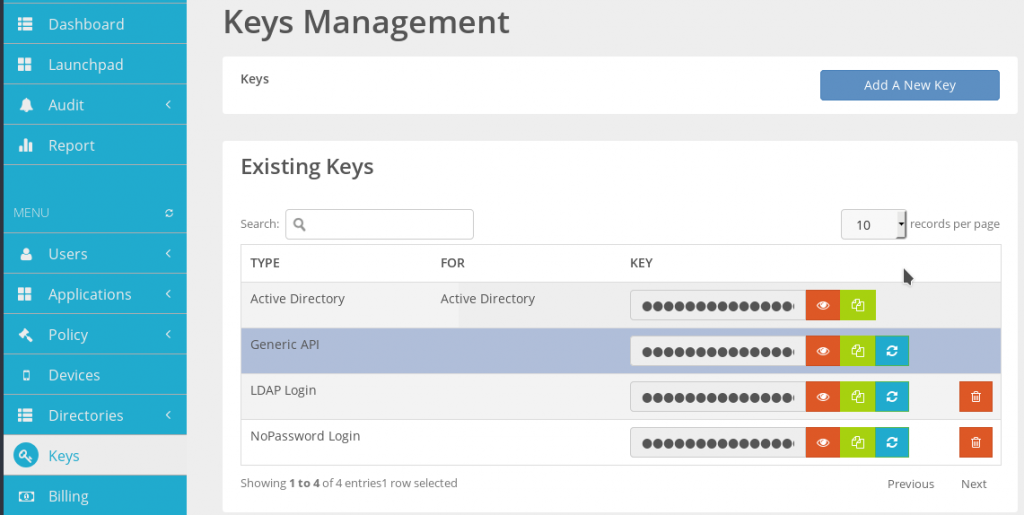 Dashboard
Launchpad
Audit
Report
MENU
Users
Applications
Policy
Devices
Directories
Keys
Billing
Keys Management
Keys
Add A New Key
Existing Keys
Search:
10 records per page
TYPE FOR KEY
Active Directory Active Directory
Generic API
LDAP Login
NoPassword Login
Showing 1 to 4 of 4 entries1 row selected
Previous Next